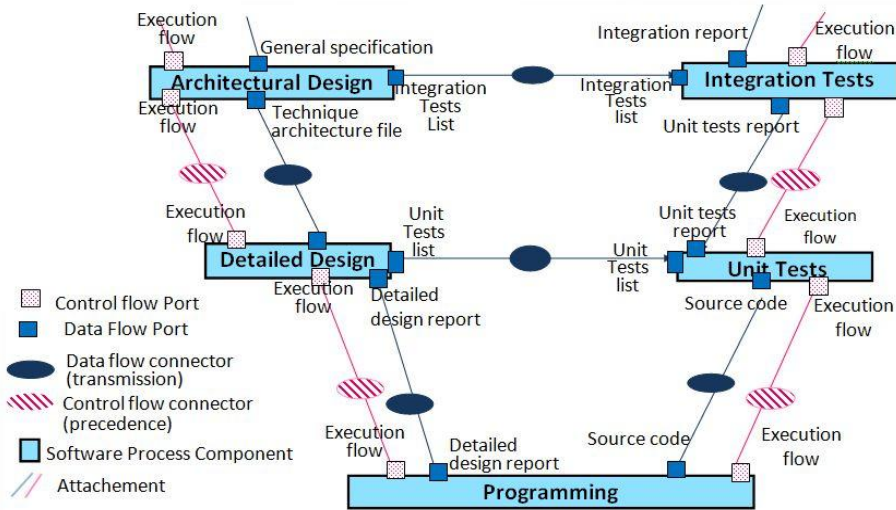 Execution
flow
General specification
Integration report
Execution
flow
Architectural Design
Integration Tests
Execution
flow
Integration
Tests
List
Integration
Tests
list
Technique
architecture file
Unit tests report
Execution
flow
Unit
Tests
list
Unit tests
report
Execution
flow
Unit
Tests
list
Detailed Design
Unit Tests
Execution
flow
Detailed
design report
Source code
Execution
flow
Control flow Port
Data Flow Port
Data flow connector
(transmission)
Control flow connector
(precedence)
Software Process Component
Attachement
Execution
flow
Detailed
design report
Source code
Execution
flow
Programming